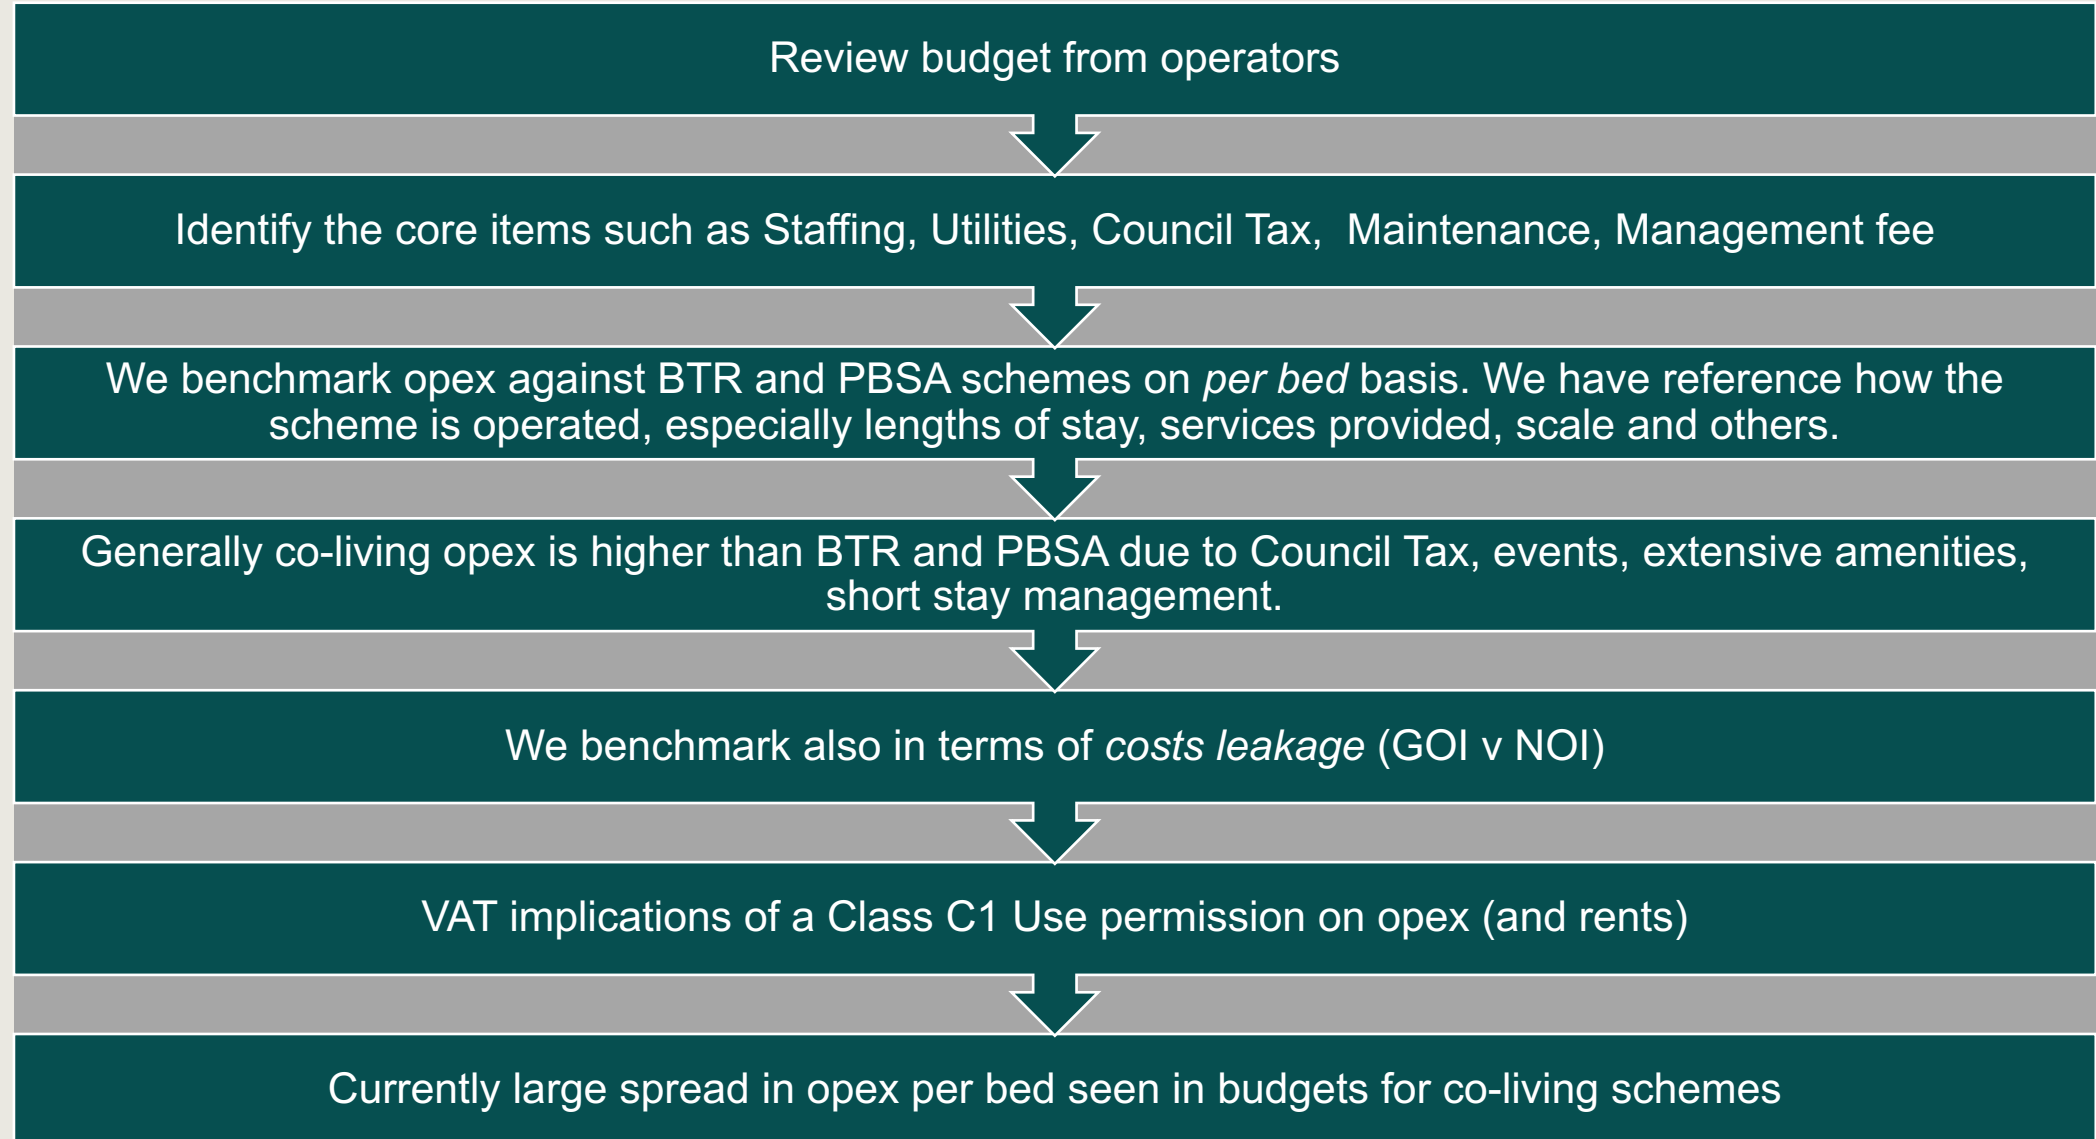 Review budget from operators
Identify the core items such as Staffing, Utilities, Council Tax,  Maintenance, Management fee
We benchmark opex against BTR and PBSA schemes on per bed basis. We have reference how the
scheme is operated, especially lengths of stay, services provided, scale and others.
Generally co-living opex is higher than BTR and PBSA due to Council Tax, events, extensive amenities,
short stay management.
We benchmark also in terms of costs leakage (GOI v NOI)
VAT implications of a Class C1 Use permission on opex (and rents)
Currently large spread in opex per bed seen in budgets for co-living schemes